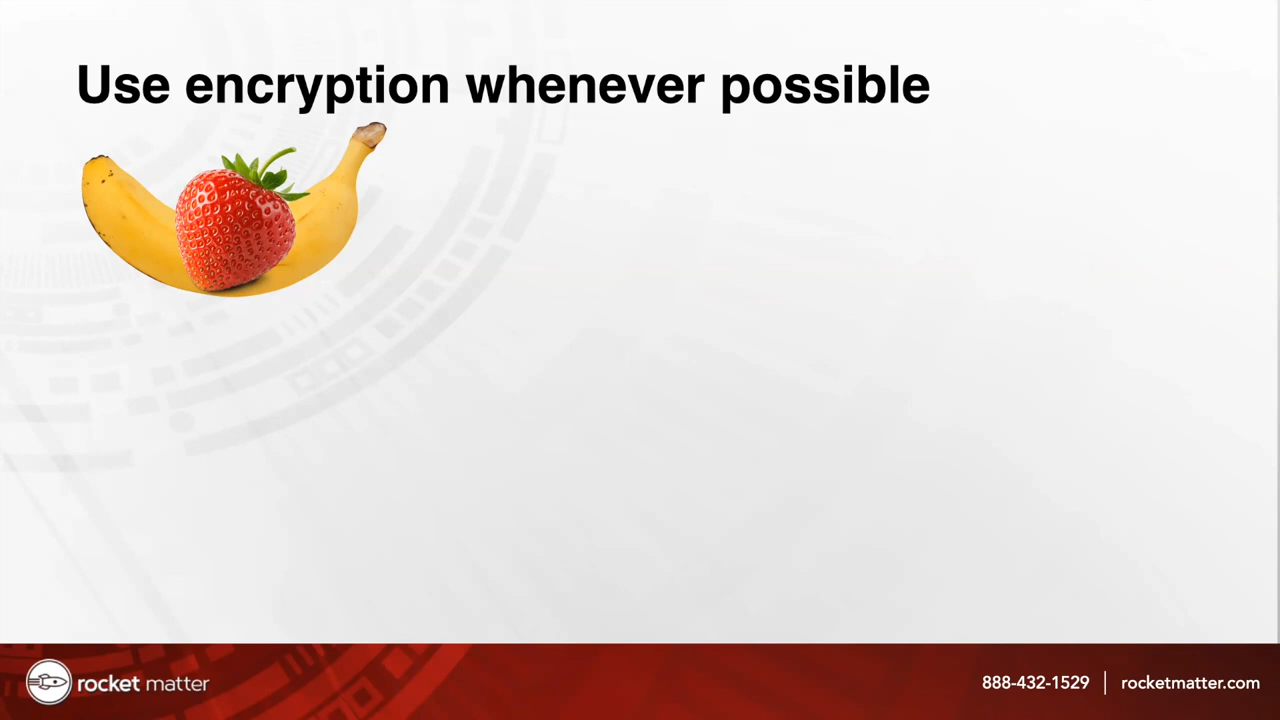 Use encryption whenever possible
rocket matter
888-432-1529 | rocketmatter.com